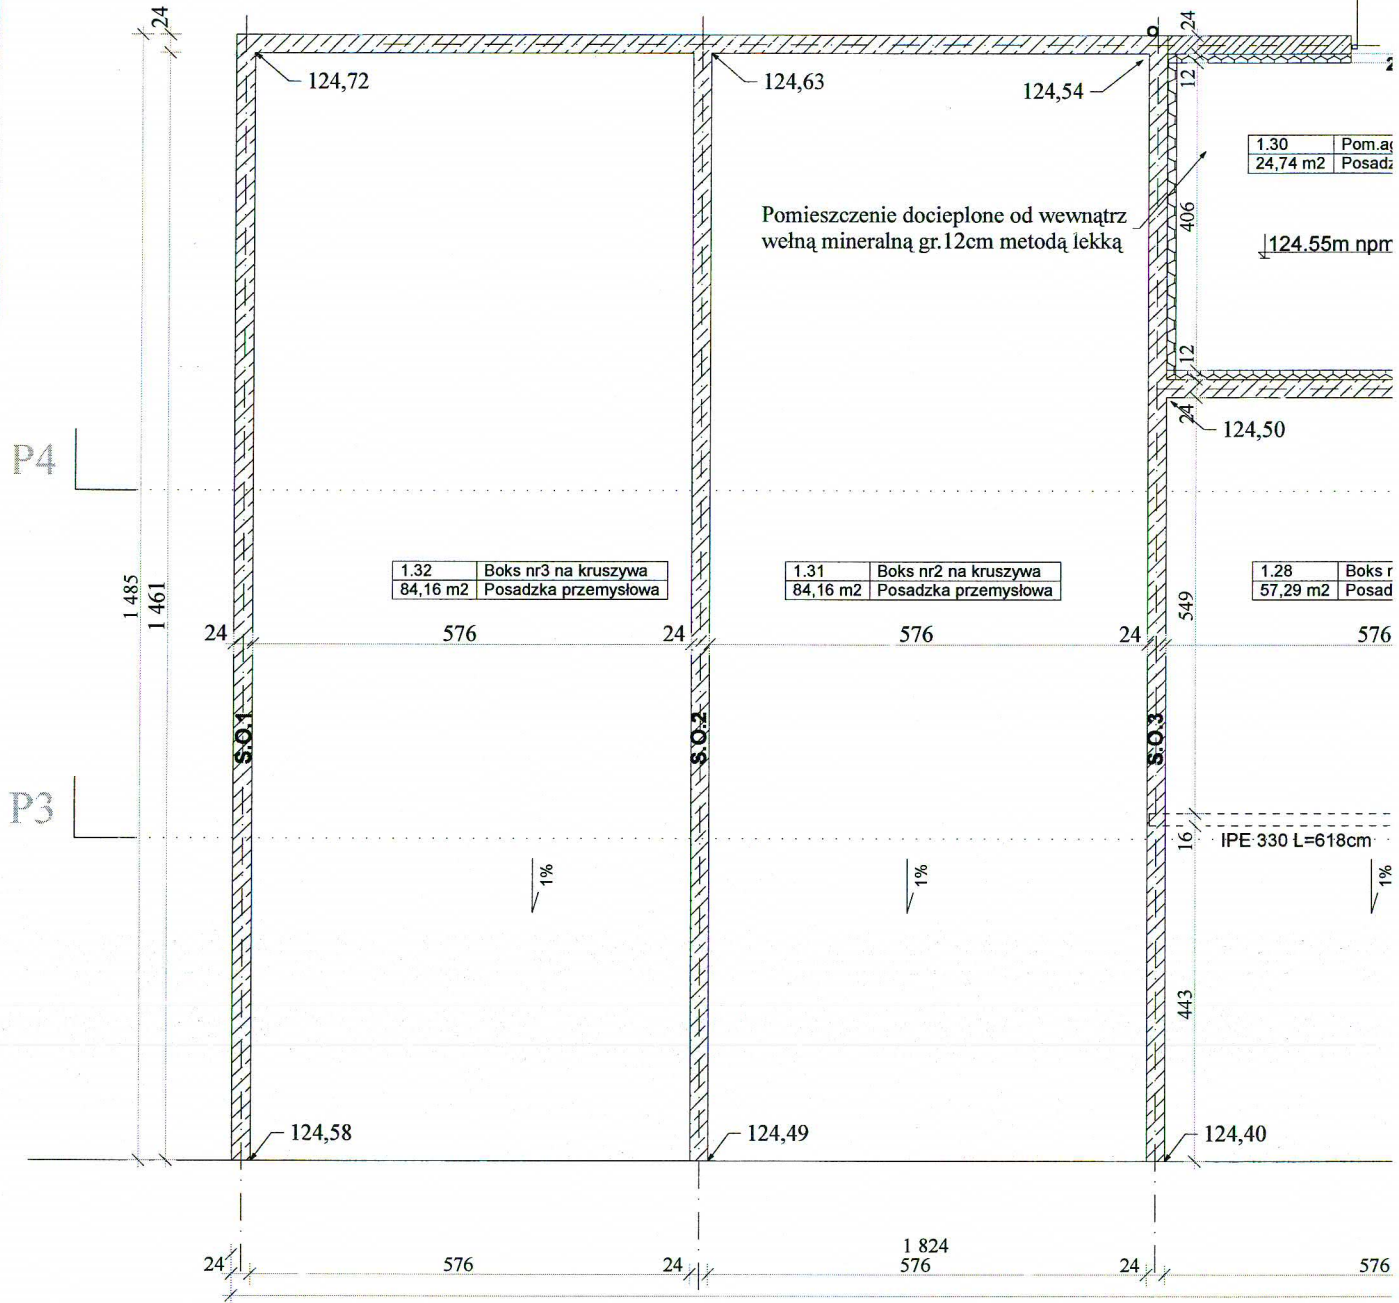 24
24
124,72
124,63
124,54
12
1.30 Pom.
24,74 m2 Posadz
Pomieszczenie docieplone od wewnątrz
wełną mineralną gr.12cm metodą lekką
406
124.55m npm
12
24
124,50
P4
1 485
1 461
1.32 Boks nr3 na kruszywa
84,16 m2 Posadzka przemysłowa
1.31 Boks nr2 na kruszywa
84,16 m2 Posadzka przemysłowa
1.28 Boks
57,29 m2 Posad
549
24
576
24
576
24
576
S.O.1
S.O.2
S.O.3
P3
16
IPE 330 L=618cm
1%
1%
1%
443
124,58
124,49
124,40
1 824
24
576
24
576
24
576